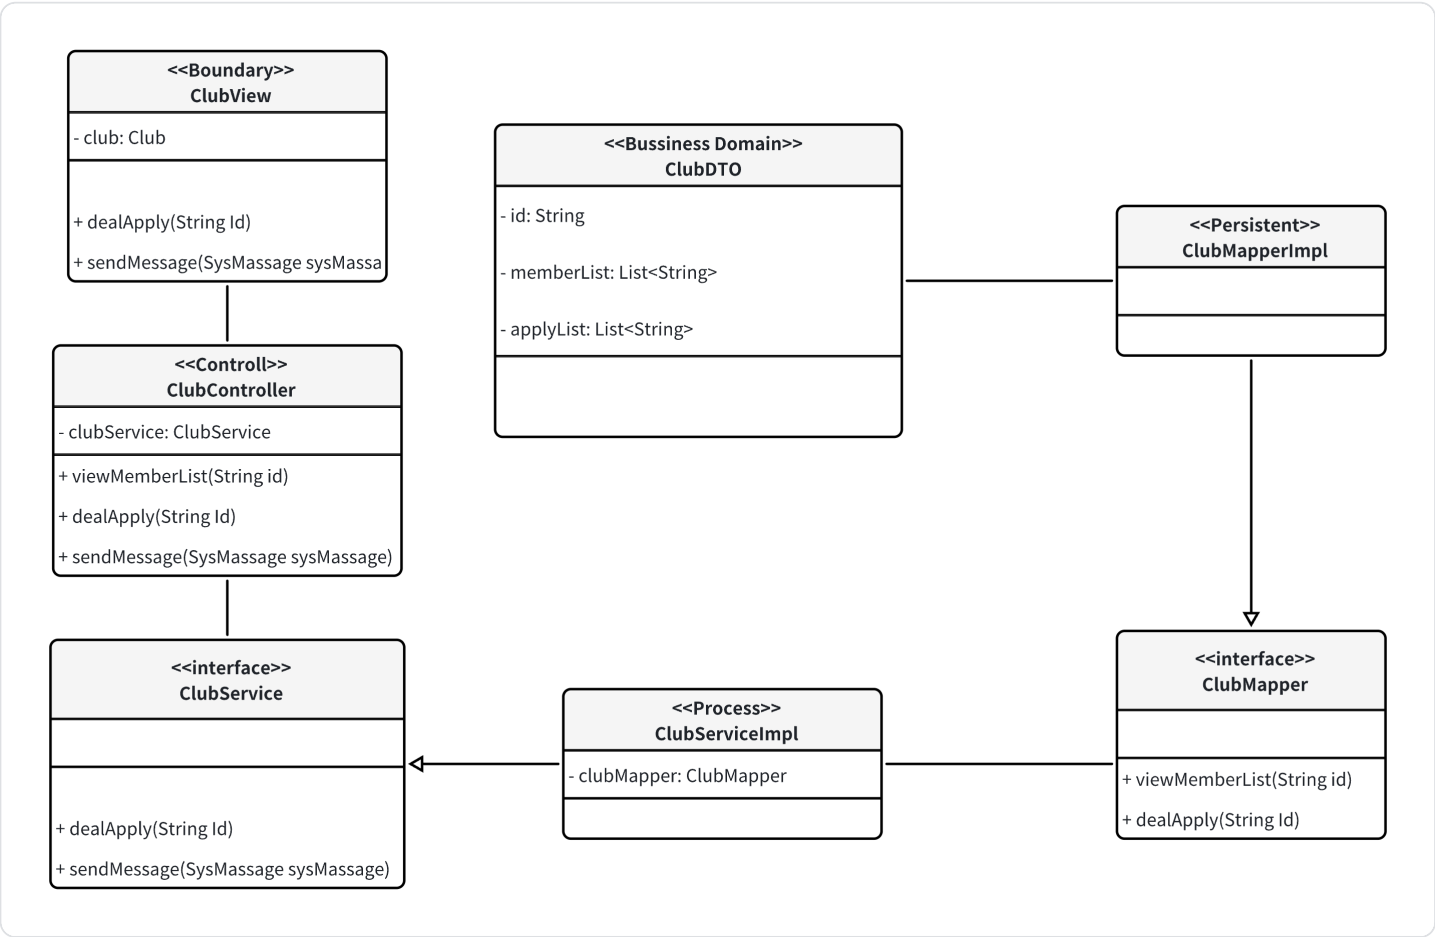 <<Boundary>>
ClubView
- club: Club
+ dealApply(String Id)
+ sendMessage(SysMassage sysMassa
<<Controll>>
ClubController
- clubService: ClubService
+ viewMemberList(String id)
+ dealApply(String Id)
+ sendMessage(SysMassage sysMassage)
<<interface>>
ClubService
+ dealApply(String Id)
+ sendMessage(SysMassage sysMassage)
<<Bussiness Domain>>
ClubDTO
- id: String
- memberList: List<String>
- applyList: List<String>
<<Process>>
ClubServiceImpl
- clubMapper: ClubMapper
<<Persistent>>
ClubMapperImpl
<<interface>>
ClubMapper
+ viewMemberList(String id)
+ dealApply(String Id)